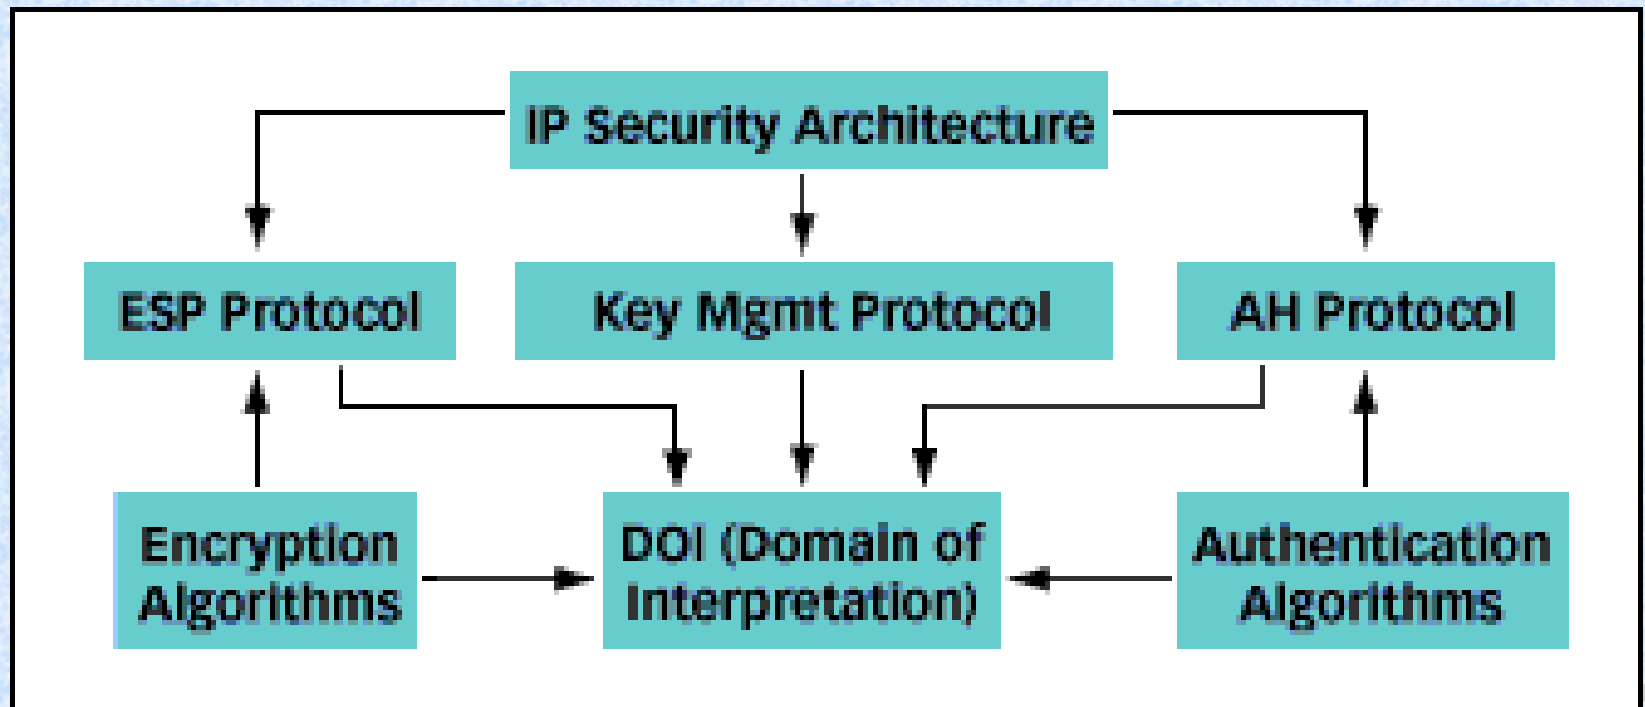 IP Security Architecture
ESP Protocol
Key Mgmt Protocol
AH Protocol
Encryption
Algorithms
DOI (Domain of
Interpretation)
Authentication
Algorithms